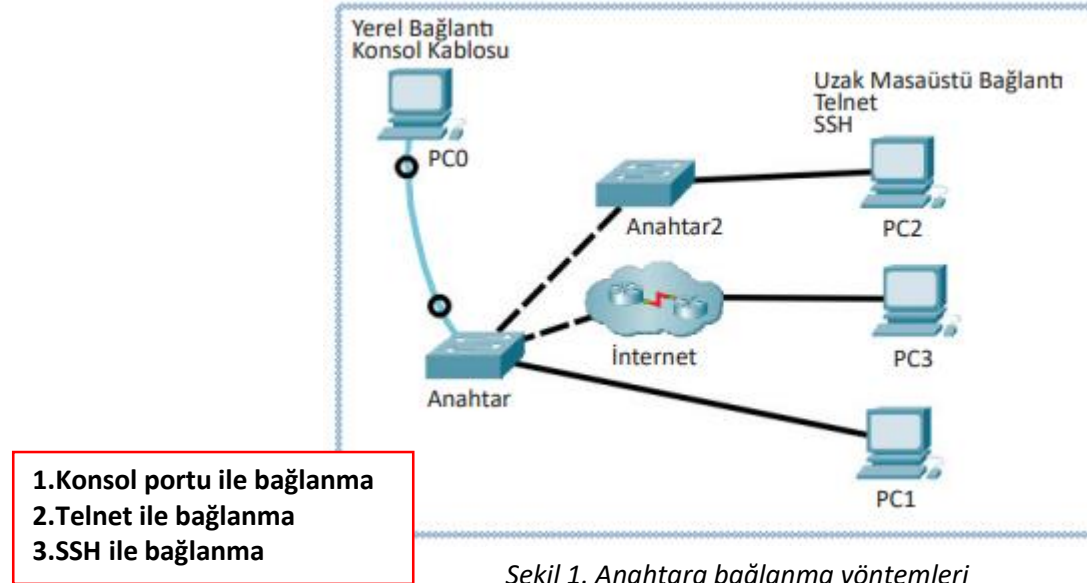 Yerel Bağlantı
Konsol Kablosu
PC0
Uzak Masaüstü Bağlantı
Telnet
SSH
Anahtar2
PC2
İnternet
PC3
Anahtar
PC1
1.Konsol portu ile bağlanma
2.Telnet ile bağlanma
3.SSH ile bağlanma
Şekil 1. Anahtara bağlanma yöntemleri